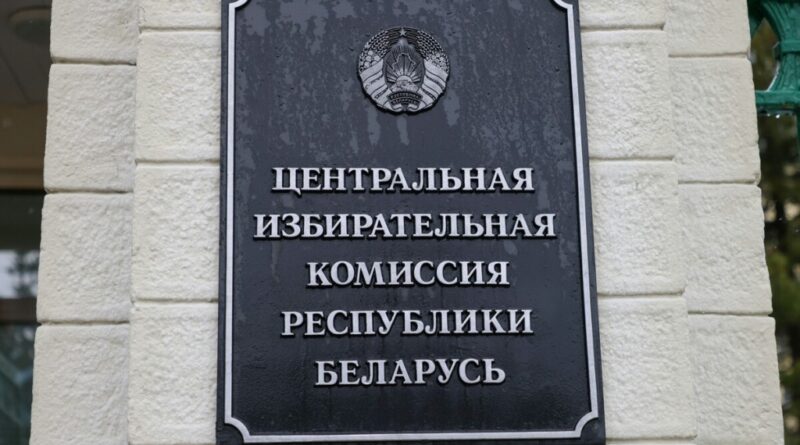 ЦЕНТРАЛЬНАЯ
ИЗБИРАТЕЛЬНАЯ
КОМИССИЯ
РЕСПУБЛИКИ
БЕЛАРУСЬ